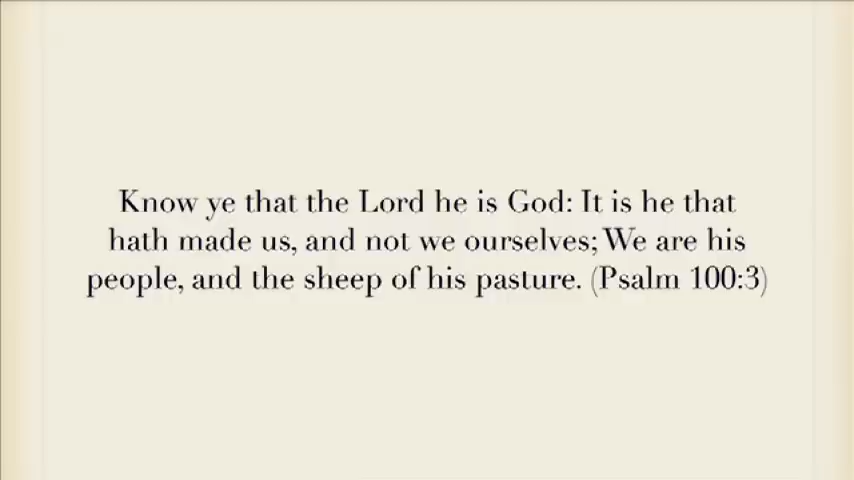 Know ye that the Lord he is God: It is he that
hath made us, and not we ourselves; We are his
people, and the sheep of his pasture. (Psalm 100:3)